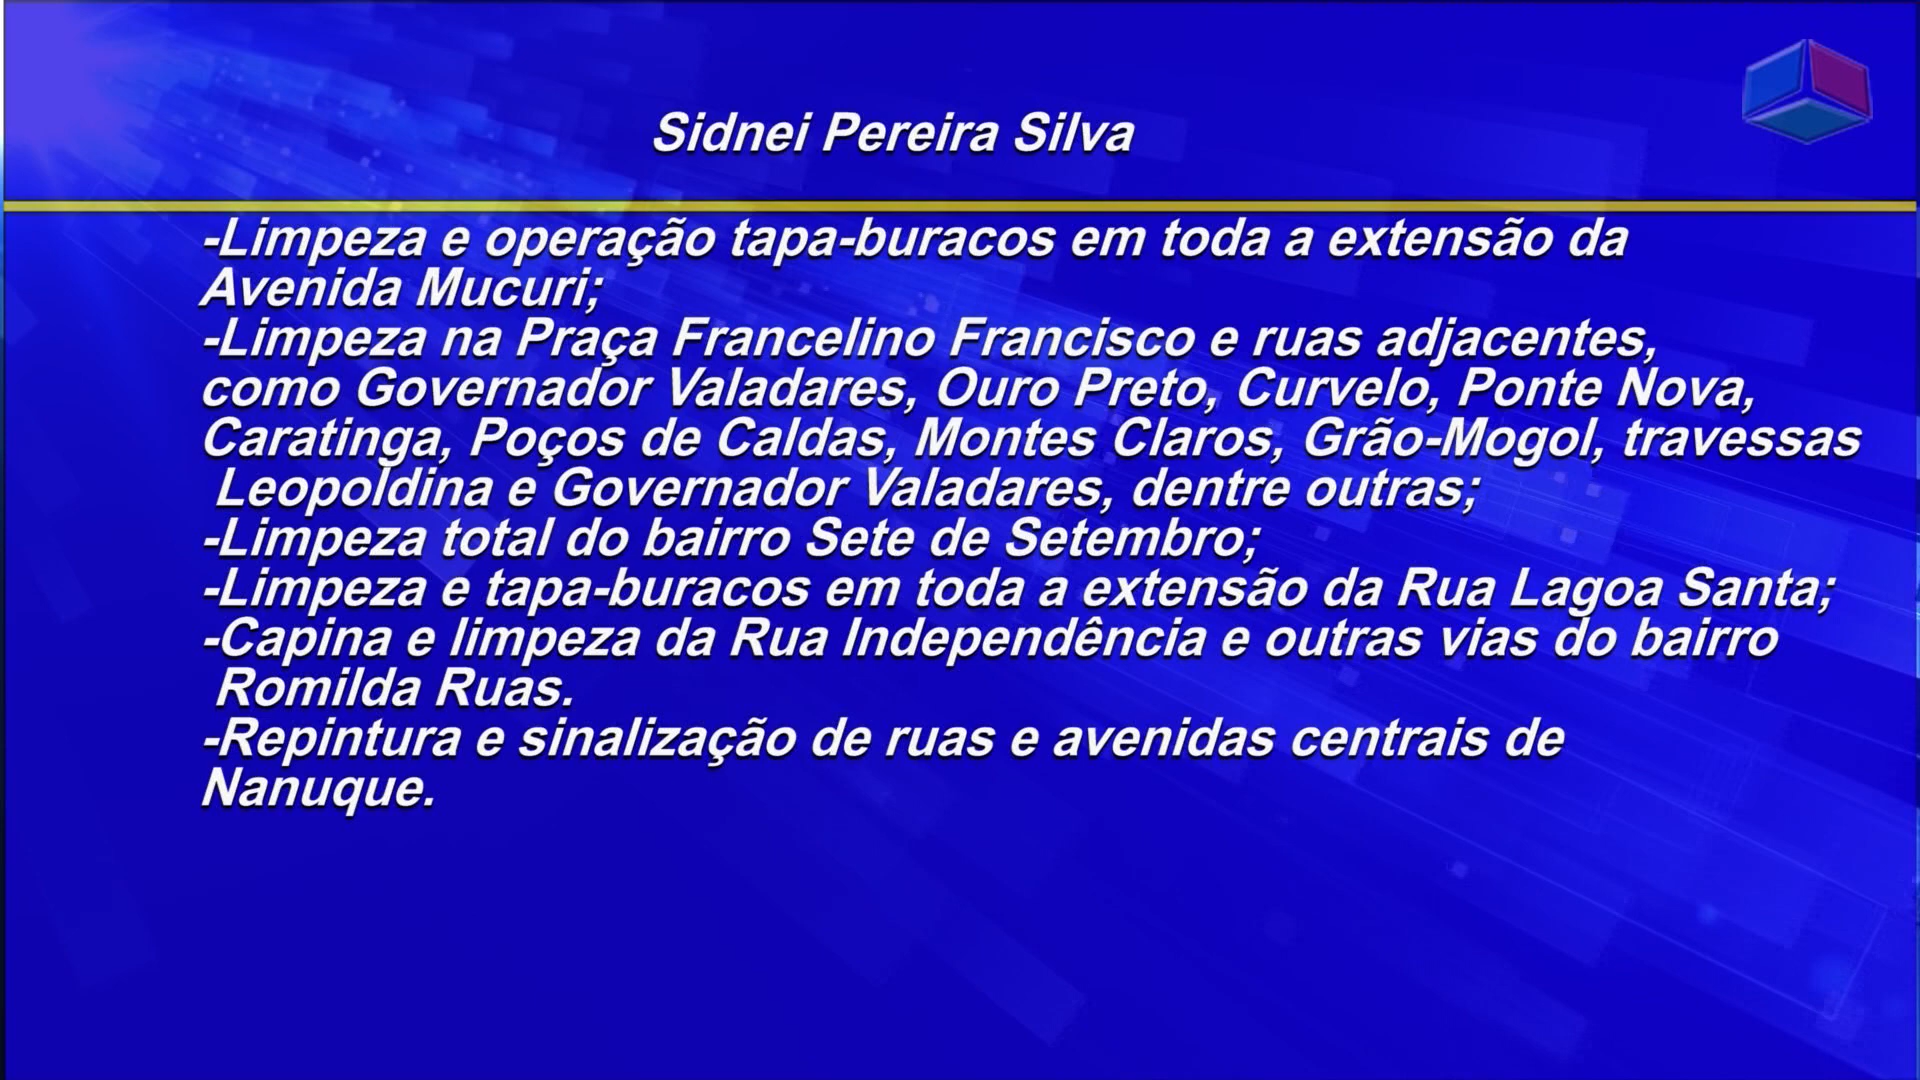 Sidnei Pereira Silva
-Limpeza e operação tapa-buracos em toda a extensão da
Avenida Mucuri;
-Limpeza na Praça Francelino Francisco e ruas adjacentes,
como Governador Valadares, Ouro Preto, Curvelo, Ponte Nova,
Caratinga, Poços de Caldas, Montes Claros, Grão-Mogol, travessas
Leopoldina e Governador Valadares, dentre outras;
-Limpeza total do bairro Sete de Setembro;
-Limpeza e tapa-buracos em toda a extensão da Rua Lagoa Santa;
-Capina e limpeza da Rua Independência e outras vias do bairro
Romilda Ruas.
-Repintura e sinalização de ruas e avenidas centrais de
Nanuque.